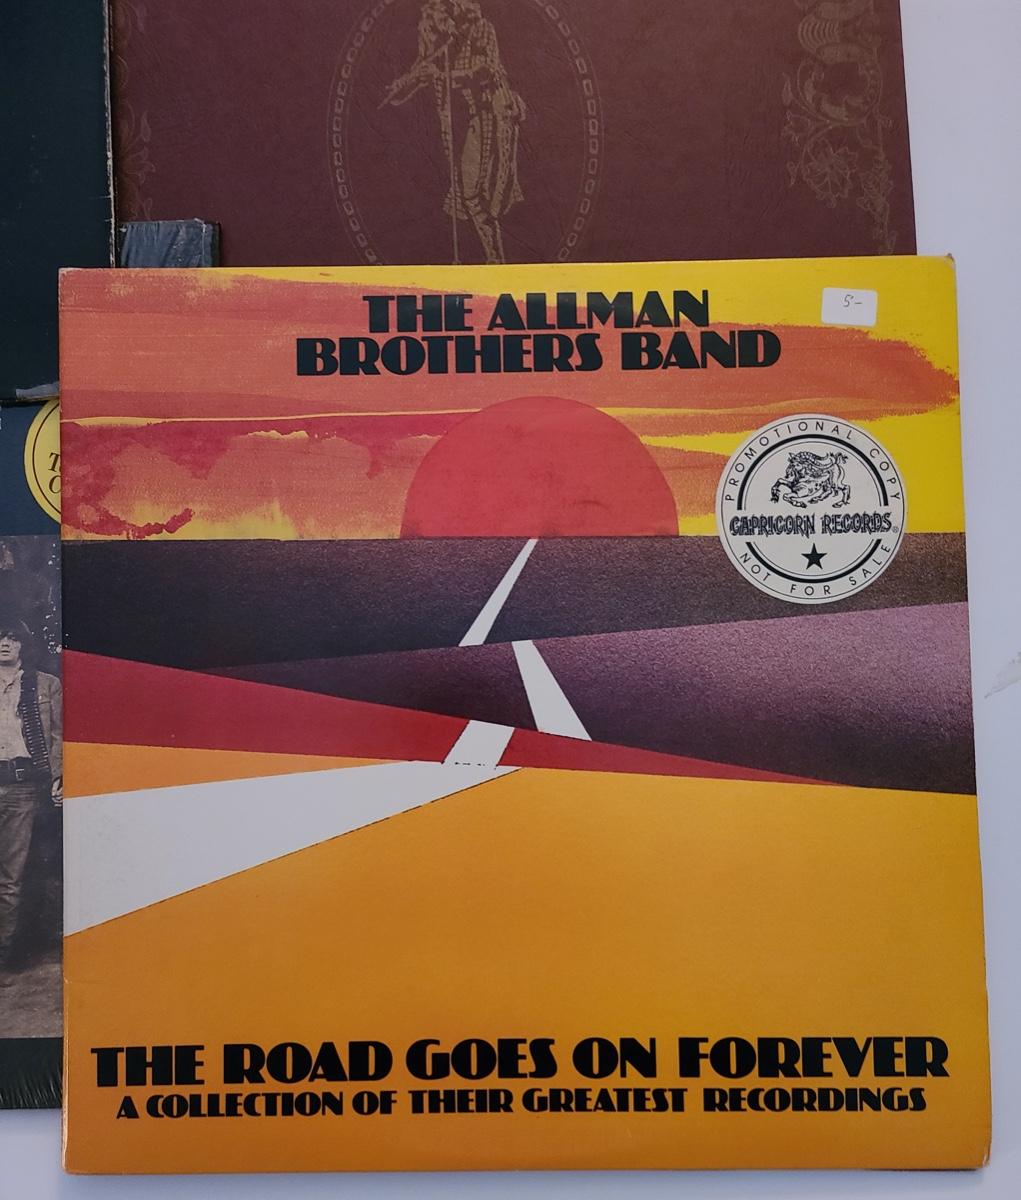 THE ALLMAN
BROTHERS BAND
5-
PROMOTIONAL COPY
CAPRICORN RECORDS®
NOT FOR SALE
THE ROAD GOES ON FOREVER
A COLLECTION OF THEIR GREATEST RECORDINGS